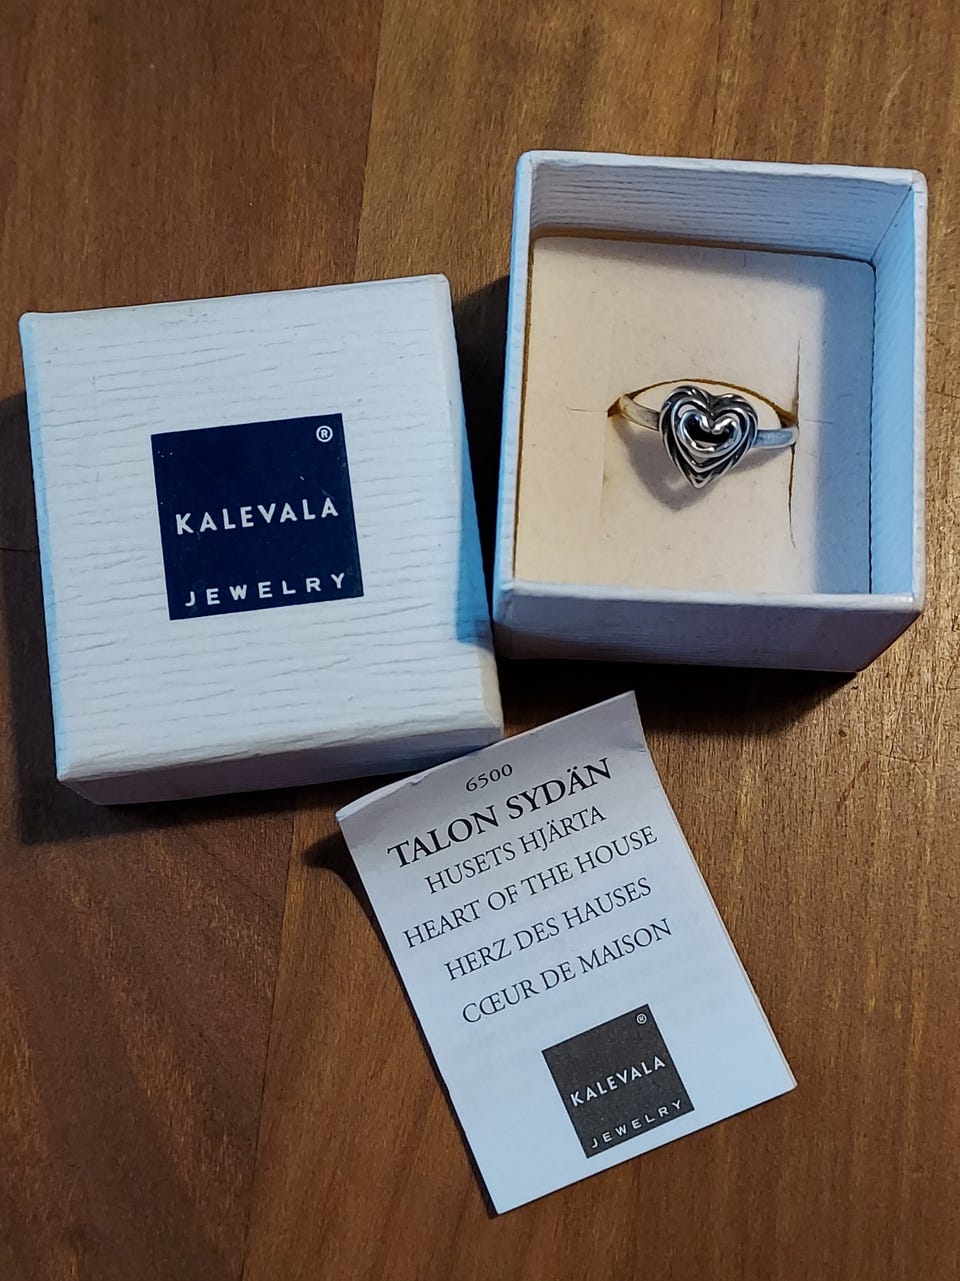 ®
KALEVALA
JEWELRY
6500
TALON SYDÄN
HUSETS HJÄRTA
HEART OF THE HOUSE
HERZ DES HAUSES
CŒUR DE MAISON
®
KALEVALA
JEWELRY